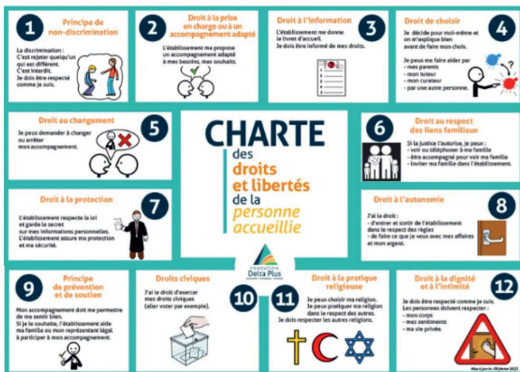 1
Principe de
non-discrimination
La discrimination :
C'est rejeter quelqu'un
qui est différent.
C'est interdit.
Je dois être respecté
comme je suis.
2
Droit à la prise
en charge ou à un
accompagnement adapté
L'établissement me propose
un accompagnement adapté
à mes besoins, mes souhaits.
Droit à l'information
3
L'établissement me donne
le livret d'accueil.
Je dois être informé de mes droits.
Droit de choisir
4
Je décide pour moi-même et
on m'explique bien
avant de faire mon choix.
Je peux me faire aider par
- mes parents
- mon tuteur
- mon curateur
- par une autre personne.
Droit au changement
5
Je peux demander à changer
ou arrêter
mon accompagnement.
CHARTE
des
droits
et libertés
de la
personne
accueillie
FONDATION
Delta Plus
6
Droit au respect
des liens familiaux
Si la justice l'autorise, je peux :
- voir ou téléphoner à ma famille
- être accompagné pour voir ma famille
- inviter ma famille dans l'établissement.
Droit à la protection
7
L'établissement respecte la loi
et garde le secret
sur mes informations personnelles.
L'établissement assure ma protection
et ma sécurité.
Droit à l'autonomie
8
J'ai le droit :
- d'entrer et sortir de l'établissement
dans le respect des règles
- de faire ce que je veux avec mes affaires
et mon argent.
9
Principe
de prévention
et de soutien
Mon accompagnement doit me permettre
de me sentir bien.
Si je le souhaite, l'établissement aide
ma famille ou mon représentant légal
à participer à mon accompagnement.
Droits civiques
10
J'ai le droit d'exercer
mes droits civiques
(aller voter par exemple).
11
Droit à la pratique
religieuse
Je peux choisir ma religion.
Je peux pratiquer ma religion
dans le respect des autres.
Je dois respecter les autres religions.
Droit à la dignité
et à l'intimité
12
Je dois être respecté comme je suis.
Les personnes doivent respecter :
- mon corps
- mes sentiments
- ma vie privée.